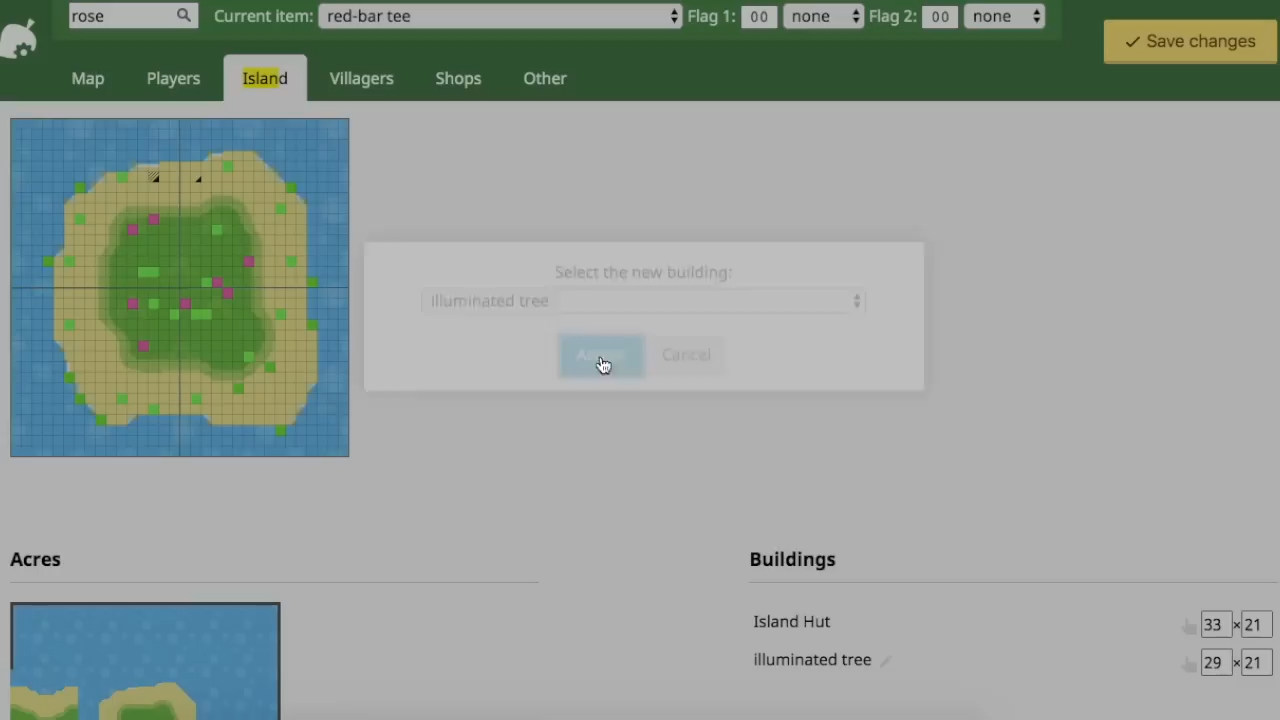 rose Current item: red-bar tee Flag 1: 00 none Flag 2: 00 none
Save changes
Map Players Island Villagers Shops Other
Select the new building:
illuminated tree
Cancel
Acres Buildings
Island Hut 33 × 21
illuminated tree 29 × 21